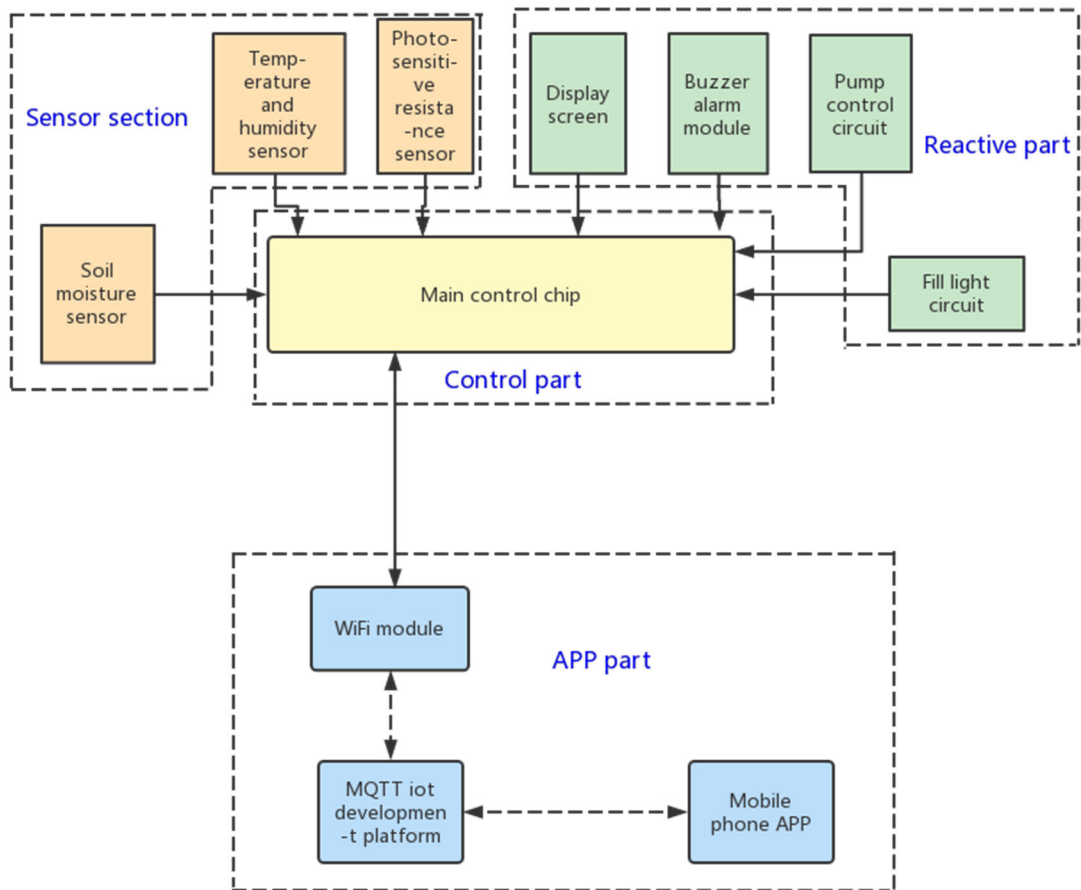 Sensor section
Temp-
erature
and
humidity
sensor
Photo-
sensiti-
ve
resista
-nce
sensor
Display
screen
Buzzer
alarm
module
Pump
control
circuit
Reactive part
Soil
moisture
sensor
Main control chip
Fill light
circuit
Control part
WiFi module
APP part
MQTT iot
developmen
-t platform
Mobile
phone APP